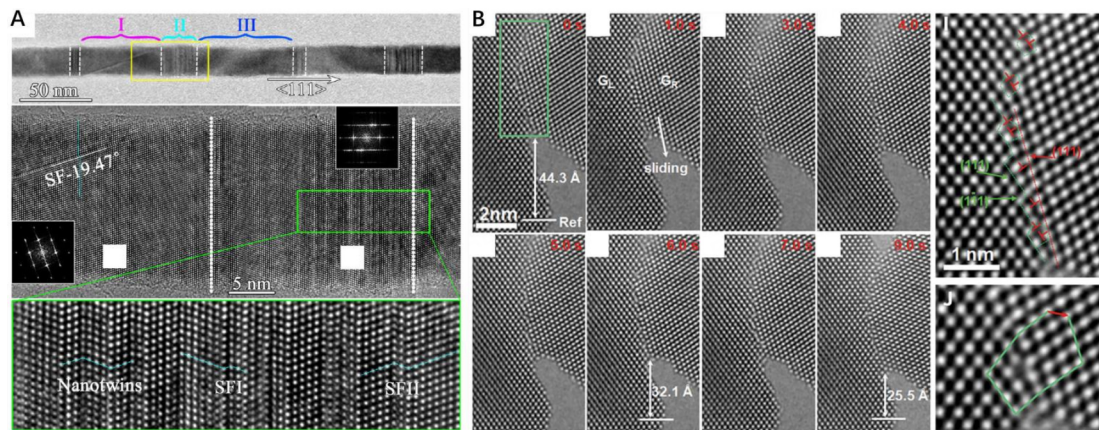 A
I
II
III
50 nm
<111>
SF-19.47°
5 nm
Nanotwins
SFI
SFII
B
0 s
1.0 s
3.0 s
4.0 s
G_L
G_R
sliding
44.3 Å
2nm
Ref
5.0 s
6.0 s
7.0 s
32.1 Å
25.5 Å
I
(111)
1 nm
J